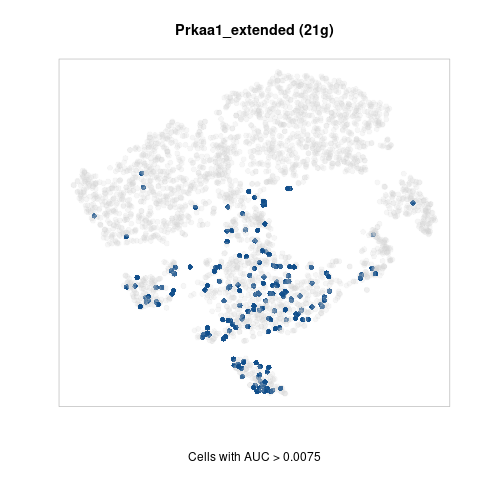 Prkaa1_extended (21g)
Cells with AUC > 0.0075